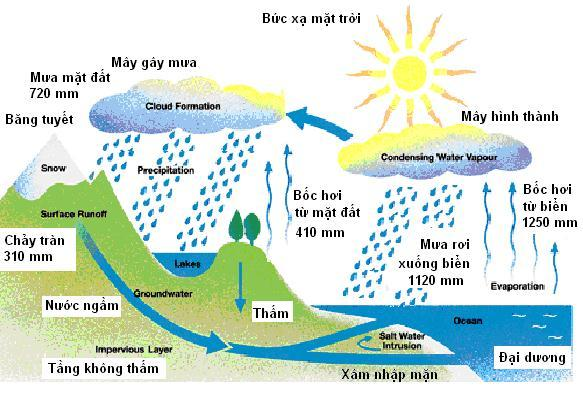 Bức xạ mặt trời
Mây gây mưa
Mưa mặt đất
720 mm
Cloud Formation
Mây hình thành
Băng tuyết
Condensing Water Vapour
Snow
Precipitation
Bốc hơi
từ mặt đất
410 mm
Bốc hơi
từ biển
1250 mm
Surface Runoff
Chảy tràn
310 mm
Mưa rơi
xuống biển
1120 mm
Lakes
Evaporation
Groundwater
Nước ngầm
Thấm
Ocean
Salt Water
Intrusion
Impervious Layer
Đại dương
Tầng không thấm
Xâm nhập mặn